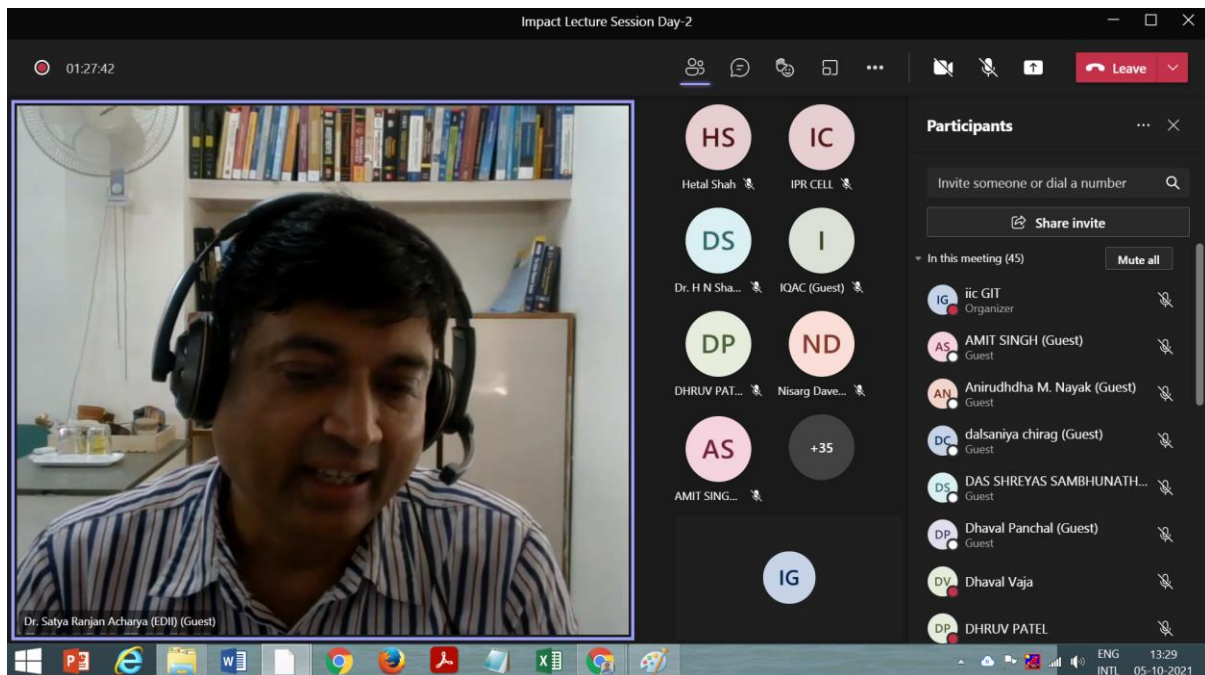 Impact Lecture Session Day-2
01:27:42
Leave
HS
IC
Hetal Shah
IPR CELL
DS
I
Dr. H N Sha...
IQAC (Guest)
DP
ND
DHRUV PAT...
Nisarg Dave...
AS
+35
AMIT SING...
IG
Dr. Satya Ranjan Acharya (EDII) (Guest)
Participants
Invite someone or dial a number
Share invite
In this meeting (45)
Mute all
IG
iic GIT
Organizer
AS
AMIT SINGH (Guest)
Guest
AN
Anirudhdha M. Nayak (Guest)
Guest
DC
dalsaniya chirag (Guest)
Guest
DS
DAS SHREYAS SAMBHUNATH...
Guest
DP
Dhaval Panchal (Guest)
Guest
DV
Dhaval Vaja
DP
DHRUV PATEL
ENG
INTL
13:29
05-10-2021